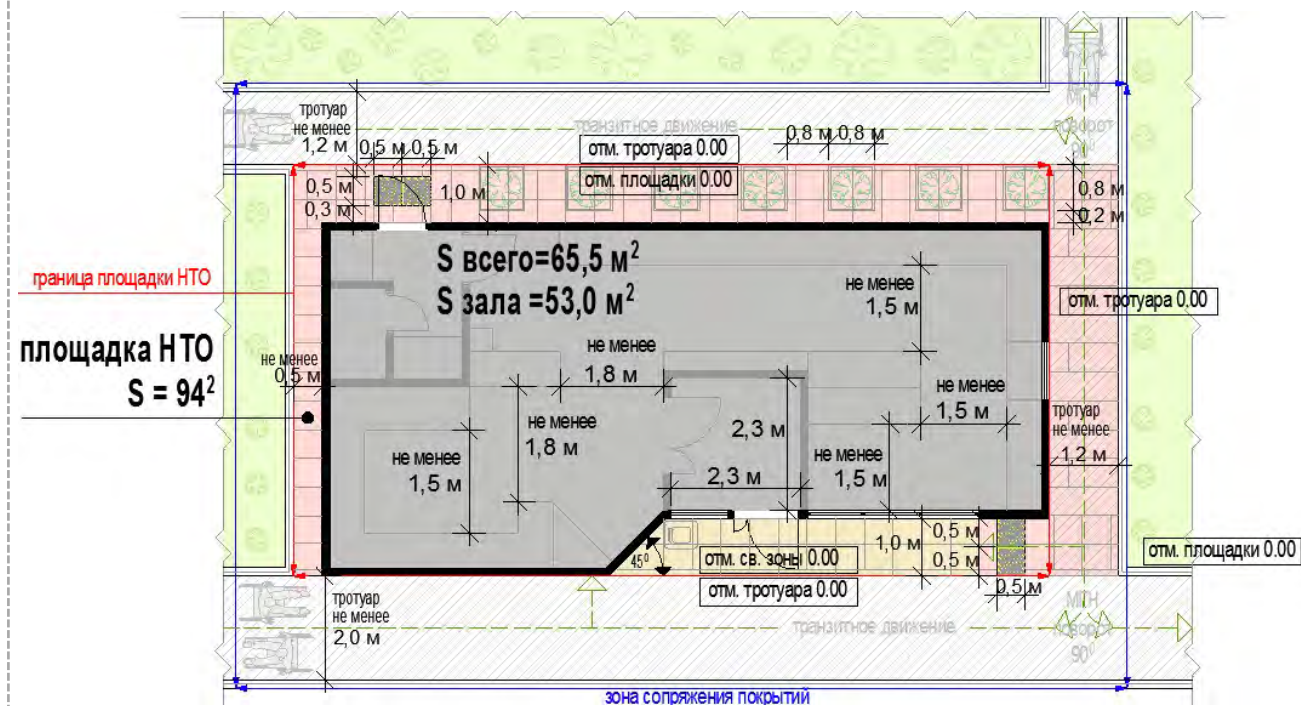 тротуар
не менее
1,2 м
транзитное движение
МГН
поворот
90⁰
0,5 м
0,5 м
отм. тротуара 0.00
0,8 м
0,8 м
0,5 м
0,3 м
1,0 м
отм. площадки 0.00
0,8 м
0,2 м
S всего=65,5 м²
S зала =53,0 м²
граница площадки НТО
не менее
1,5 м
отм. тротуара 0.00
площадка НТО
S = 94²
не менее
0,5 м
не менее
1,8 м
не менее
1,5 м
тротуар
не менее
1,2 м
не менее
1,8 м
2,3 м
не менее
1,5 м
2,3 м
не менее
1,5 м
1,0 м
0,5 м
0,5 м
45⁰
отм. св. зоны 0.00
отм. площадки 0.00
отм. тротуара 0.00
0,5 м
тротуар
не менее
2,0 м
транзитное движение
МГН
поворот
90⁰
зона сопряжения покрытий